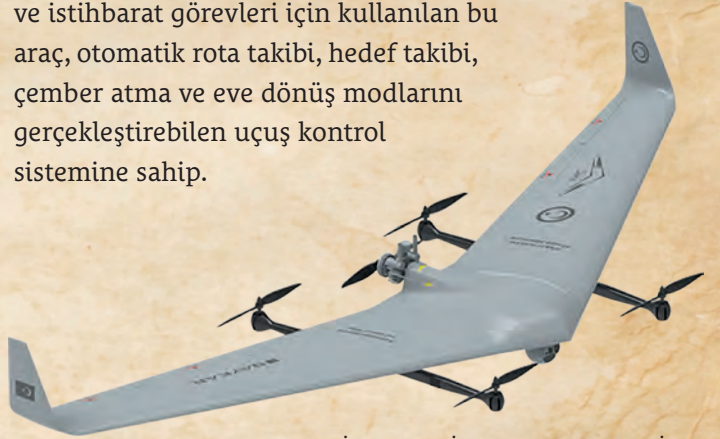 ve istihbarat görevleri için kullanılan bu
araç, otomatik rota takibi, hedef takibi,
çember atma ve eve dönüş modlarını
gerçekleştirebilen uçuş kontrol
sistemine sahip.
BAYKAR